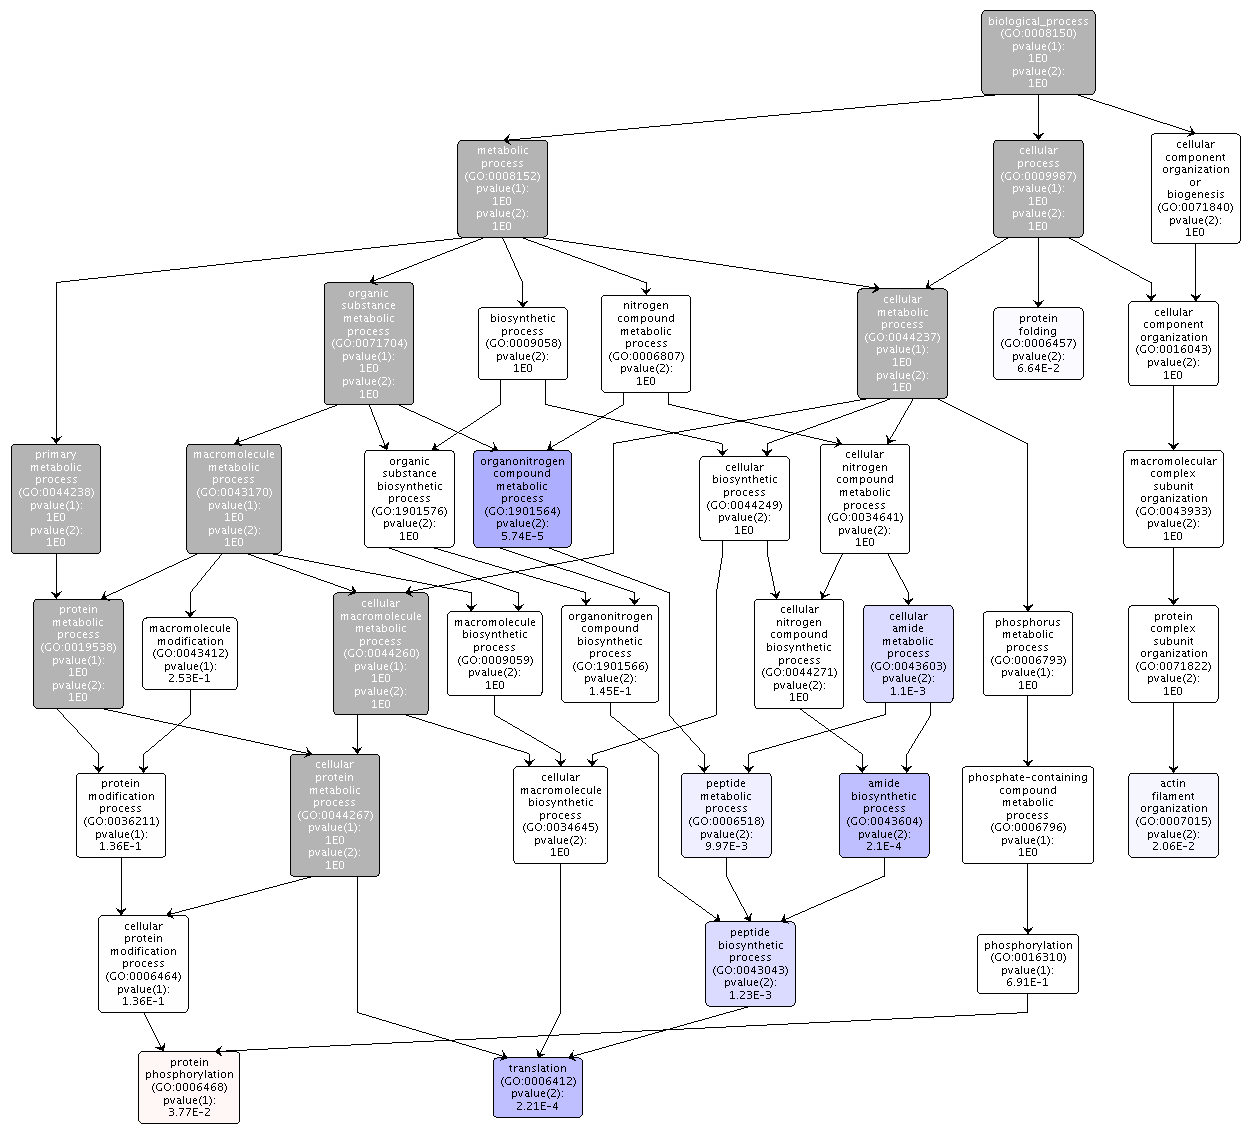 biological_process
(GO:0008150)
pvalue(1):
1E0
pvalue(2):
1E0
metabolic
process
(GO:0008152)
pvalue(1):
1E0
pvalue(2):
1E0
cellular
process
(GO:0009987)
pvalue(1):
1E0
pvalue(2):
1E0
cellular
component
organization
or
biogenesis
(GO:0071840)
pvalue(2):
1E0
organic
substance
metabolic
process
(GO:0071704)
pvalue(1):
1E0
pvalue(2):
1E0
biosynthetic
process
(GO:0009058)
pvalue(2):
1E0
nitrogen
compound
metabolic
process
(GO:0006807)
pvalue(2):
1E0
cellular
metabolic
process
(GO:0044237)
pvalue(1):
1E0
pvalue(2):
1E0
protein
folding
(GO:0006457)
pvalue(2):
6.64E-2
cellular
component
organization
(GO:0016043)
pvalue(2):
1E0
primary
metabolic
process
(GO:0044238)
pvalue(1):
1E0
pvalue(2):
1E0
macromolecule
metabolic
process
(GO:0043170)
pvalue(1):
1E0
pvalue(2):
1E0
organic
substance
biosynthetic
process
(GO:1901576)
pvalue(2):
1E0
organonitrogen
compound
metabolic
process
(GO:1901564)
pvalue(2):
5.74E-5
cellular
biosynthetic
process
(GO:0044249)
pvalue(2):
1E0
cellular
nitrogen
compound
metabolic
process
(GO:0034641)
pvalue(2):
1E0
macromolecular
complex
subunit
organization
(GO:0043933)
pvalue(2):
1E0
protein
metabolic
process
(GO:0019538)
pvalue(1):
1E0
pvalue(2):
1E0
macromolecule
modification
(GO:0043412)
pvalue(1):
2.53E-1
cellular
macromolecule
metabolic
process
(GO:0044260)
pvalue(1):
1E0
pvalue(2):
1E0
macromolecule
biosynthetic
process
(GO:0009059)
pvalue(2):
1E0
organonitrogen
compound
biosynthetic
process
(GO:1901566)
pvalue(2):
1.45E-1
cellular
nitrogen
compound
biosynthetic
process
(GO:0044271)
pvalue(2):
1E0
cellular
amide
metabolic
process
(GO:0043603)
pvalue(2):
1.1E-3
phosphorus
metabolic
process
(GO:0006793)
pvalue(1):
1E0
protein
complex
subunit
organization
(GO:0071822)
pvalue(2):
1E0
protein
modification
process
(GO:0036211)
pvalue(1):
1.36E-1
cellular
protein
metabolic
process
(GO:0044267)
pvalue(1):
1E0
pvalue(2):
1E0
cellular
macromolecule
biosynthetic
process
(GO:0034645)
pvalue(2):
1E0
peptide
metabolic
process
(GO:0006518)
pvalue(2):
9.97E-3
amide
biosynthetic
process
(GO:0043604)
pvalue(2):
2.1E-4
phosphate-containing
compound
metabolic
process
(GO:0006796)
pvalue(1):
1E0
actin
filament
organization
(GO:0007015)
pvalue(2):
2.06E-2
cellular
protein
modification
process
(GO:0006464)
pvalue(1):
1.36E-1
peptide
biosynthetic
process
(GO:0043043)
pvalue(2):
1.23E-3
phosphorylation
(GO:0016310)
pvalue(1):
6.91E-1
protein
phosphorylation
(GO:0006468)
pvalue(1):
3.77E-2
translation
(GO:0006412)
pvalue(2):
2.21E-4